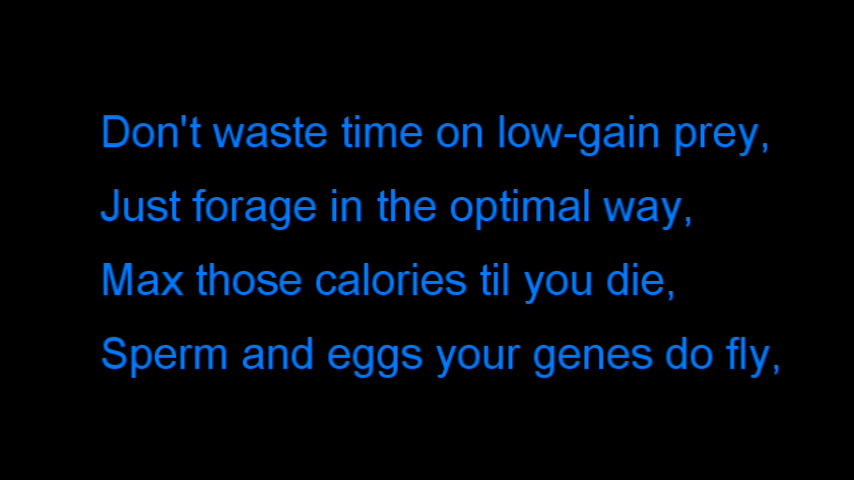 Don't waste time on low-gain prey,
Just forage in the optimal way,
Max those calories til you die,
Sperm and eggs your genes do fly,